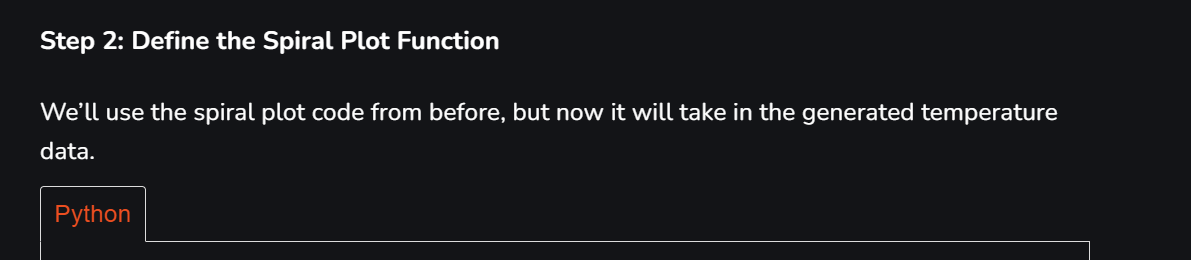 Step 2: Define the Spiral Plot Function
We’ll use the spiral plot code from before, but now it will take in the generated temperature
data.
Python